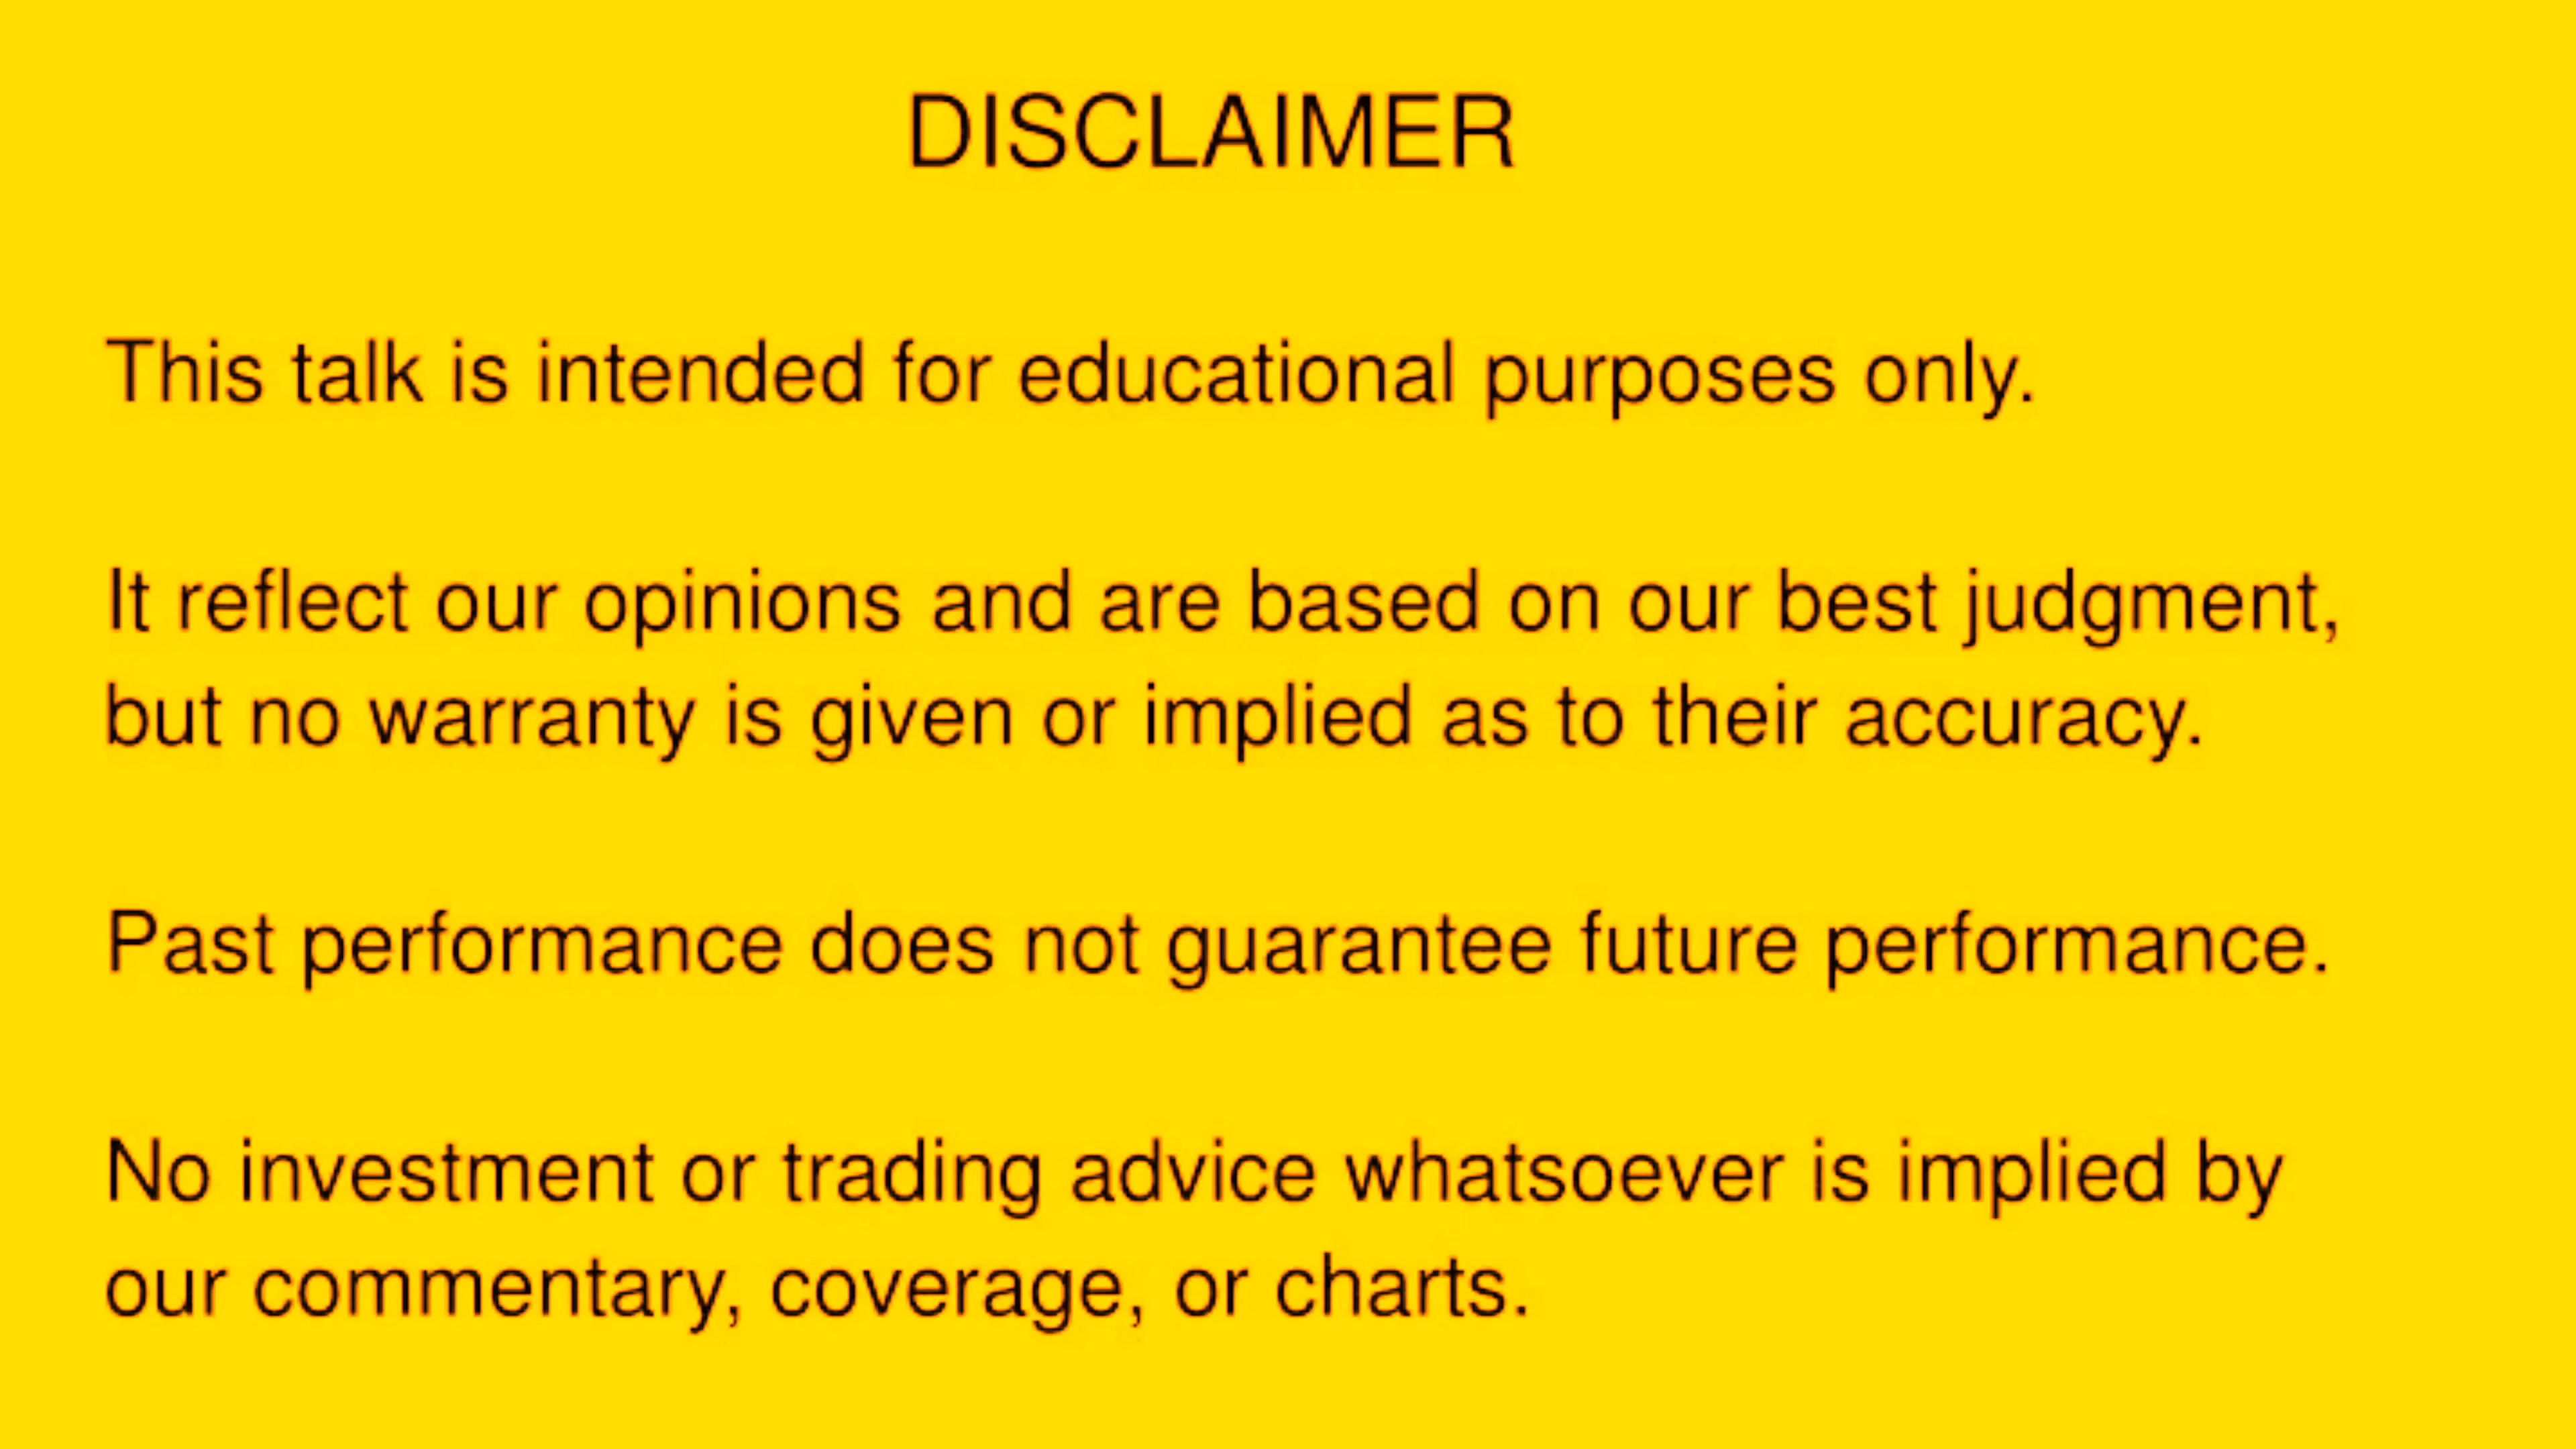 DISCLAIMER
This talk is intended for educational purposes only.
It reflect our opinions and are based on our best judgment,
but no warranty is given or implied as to their accuracy.
Past performance does not guarantee future performance.
No investment or trading advice whatsoever is implied by
our commentary, coverage, or charts.